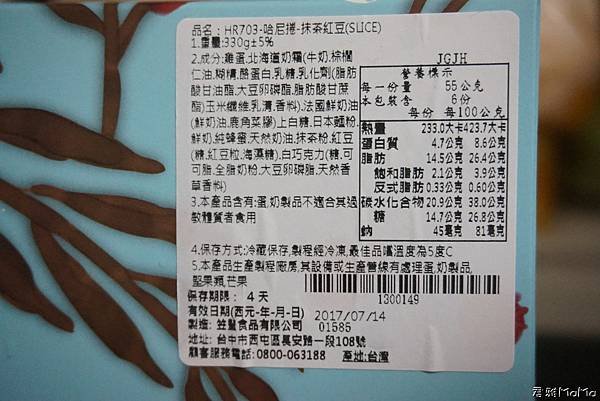 品名：HR703-哈尼捲-抹茶紅豆(SLICE)
1.重量:330g±5%
2.成分:雞蛋,北海道奶霜(牛奶,棕櫚
仁油,糊精,酪蛋白,乳糖,乳化劑(脂肪
酸甘油酯,大豆卵磷脂,脂肪酸甘蔗
酯)玉米纖維,乳清,香料).法國鮮奶油
(鮮奶油,鹿角菜膠)上白糖,日本麵粉,
鮮奶,純蜂蜜,天然奶油,抹茶粉,紅豆
(糖,紅豆粒,海藻糖),白巧克力(糖,可
可脂,全脂奶粉,大豆卵磷脂,天然香
草香料)
3.本產品含有:蛋,奶製品不適合其過
敏體質者食用
JGJH
營養標示
每一份量 55公克
本包裝含 6份
每份 每100公克
熱量 233.0大卡 423.7大卡
蛋白質 4.7公克 8.6公克
脂肪 14.5公克 26.4公克
飽和脂肪 2.1公克 3.9公克
反式脂肪 0.33公克 0.60公克
碳水化合物 20.9公克 38.0公克
糖 14.7公克 26.8公克
鈉 45毫克 81毫克
4.保存方式:冷藏保存,製程經冷凍,最佳品嚐溫度為5度C
5.本產品生產製程廠房,其設備或生產管線有處理蛋,奶製品,
堅果類,芒果
保存期限： 4 天
1300149
有效日期(西元-年-月-日) 2017/07/14
製造: 笠豐食品有限公司 01585
地址: 台中市西屯區長安路一段108號
顧客服務電話:0800-063188 產地:台灣
君雅MoMo